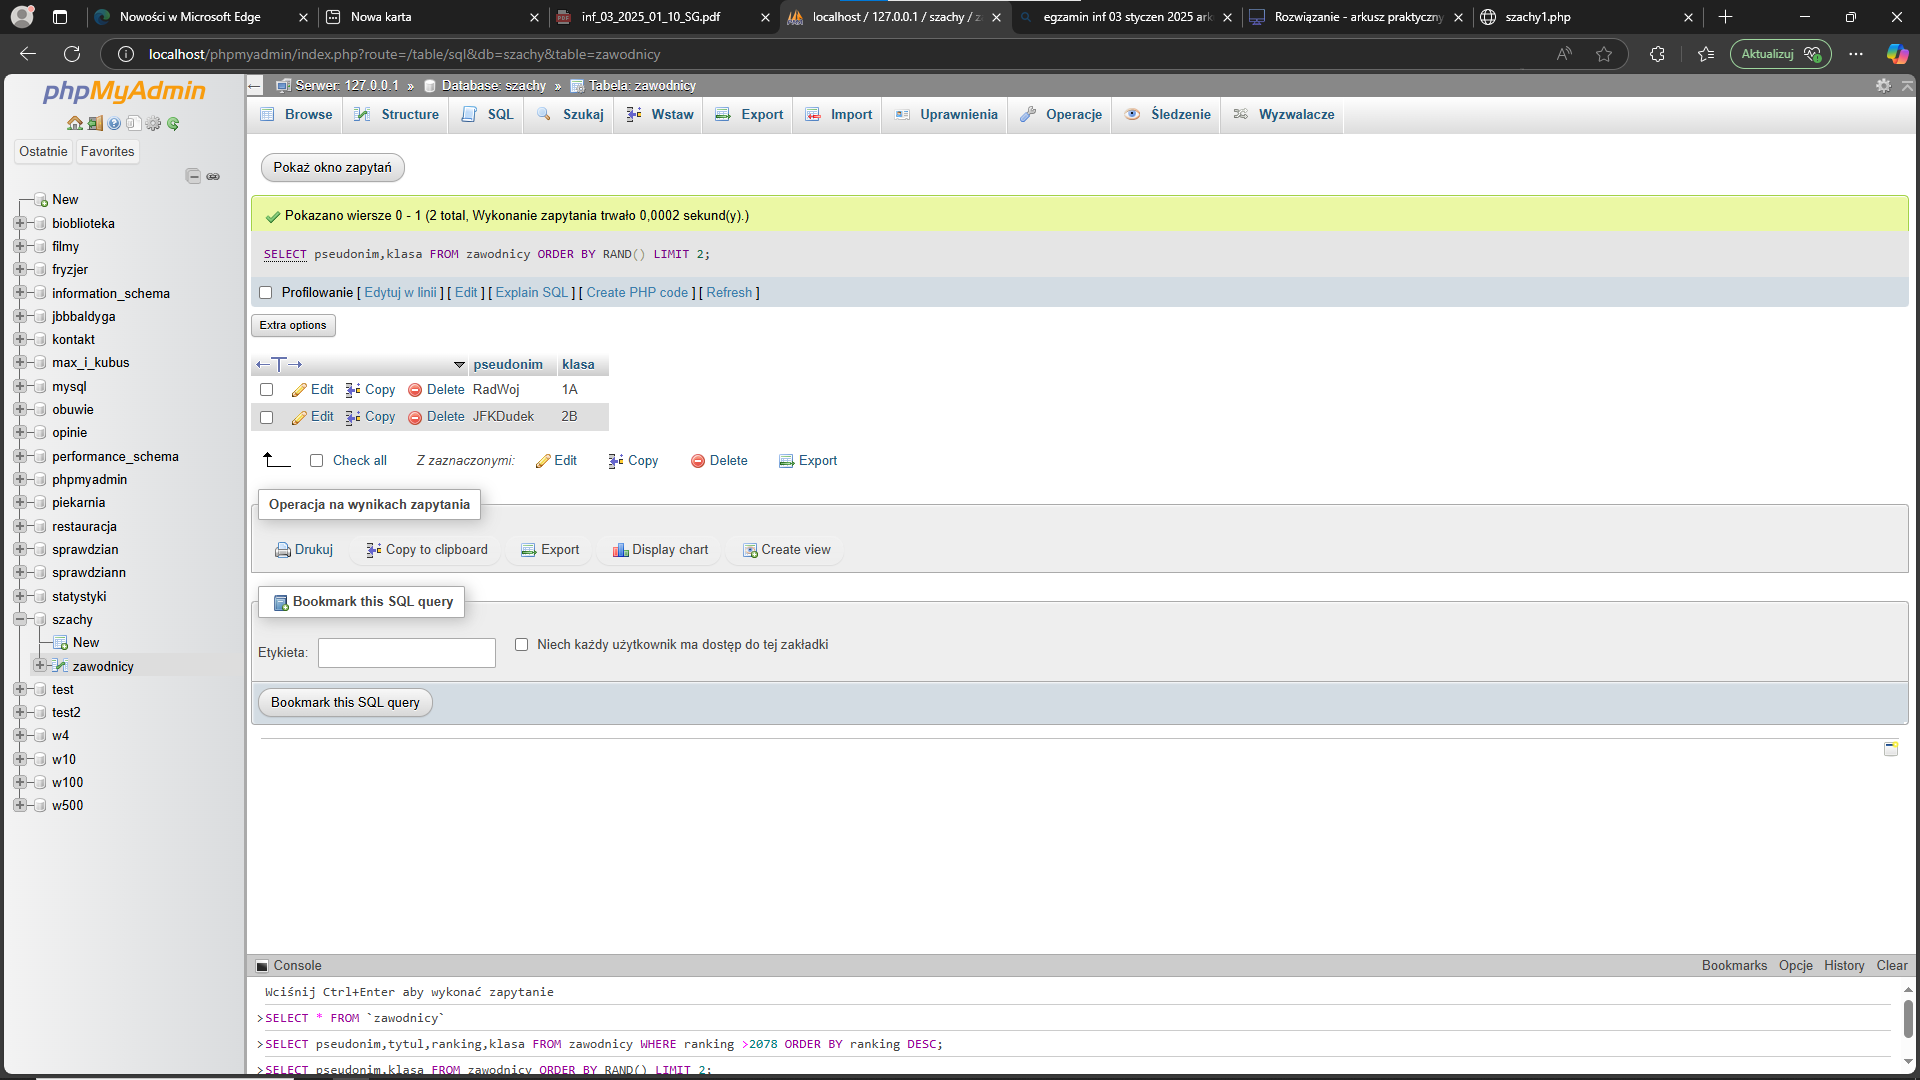 Nowości w Microsoft Edge
Nowa karta
inf_03_2025_01_10_SG.pdf
localhost / 127.0.0.1 / szachy / za
egzamin inf 03 styczen 2025 ark
Rozwiązanie - arkusz praktyczny
szachy1.php
localhost/phpmyadmin/index.php?route=/table/sql&db=szachy&table=zawodnicy
Aktualizuj
phpMyAdmin
Ostatnie
Favorites
New
bioblioteka
filmy
fryzjer
information_schema
jbbbaldyga
kontakt
max_i_kubus
mysql
obuwie
opinie
performance_schema
phpmyadmin
piekarnia
restauracja
sprawdzian
sprawdziann
statystyki
szachy
New
zawodnicy
test
test2
w4
w10
w100
w500
Serwer: 127.0.0.1 » Database: szachy » Tabela: zawodnicy
Browse Structure SQL Szukaj Wstaw Export Import Uprawnienia Operacje Śledzenie Wyzwalacze
Pokaż okno zapytań
Pokazano wiersze 0 - 1 (2 total, Wykonanie zapytania trwało 0,0002 sekund(y).)
SELECT pseudonim,klasa FROM zawodnicy ORDER BY RAND() LIMIT 2;
Profilowanie [ Edytuj w linii ] [ Edit ] [ Explain SQL ] [ Create PHP code ] [ Refresh ]
Extra options
←T→ pseudonim klasa
Edit Copy Delete RadWoj 1A
Edit Copy Delete JFKDudek 2B
Check all Z zaznaczonymi: Edit Copy Delete Export
Operacja na wynikach zapytania
Drukuj Copy to clipboard Export Display chart Create view
Bookmark this SQL query
Etykieta: Niech każdy użytkownik ma dostęp do tej zakładki
Bookmark this SQL query
Console
Bookmarks Opcje History Clear
Wciśnij Ctrl+Enter aby wykonać zapytanie
>SELECT * FROM `zawodnicy`
>SELECT pseudonim,tytul,ranking,klasa FROM zawodnicy WHERE ranking >2078 ORDER BY ranking DESC;
>SELECT pseudonim,klasa FROM zawodnicy ORDER BY RAND() LIMIT 2;